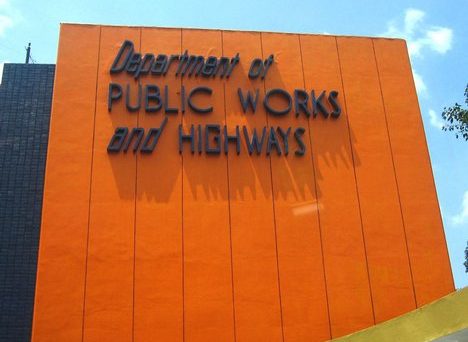 Department of
PUBLIC WORKS
and HIGHWAYS